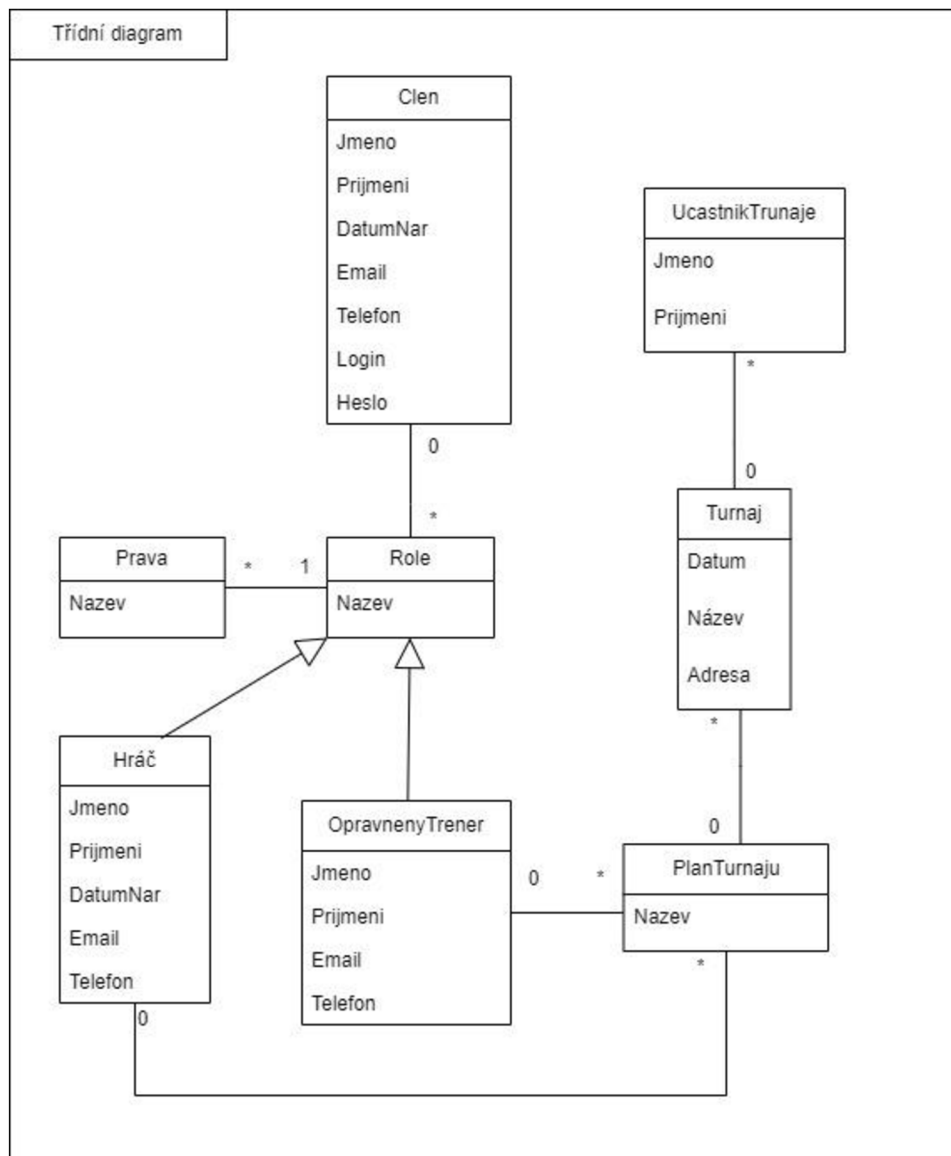 Třídní diagram
Clen
Jmeno
Prijmeni
DatumNar
Email
Telefon
Login
Heslo
0
*
UcastnikTrunaje
Jmeno
Prijmeni
*
0
Turnaj
Datum
Název
Adresa
*
0
Prava
Nazev
*
1
Role
Nazev
Hráč
Jmeno
Prijmeni
DatumNar
Email
Telefon
0
OpravnenyTrener
Jmeno
Prijmeni
Email
Telefon
0
*
PlanTurnaju
Nazev
*